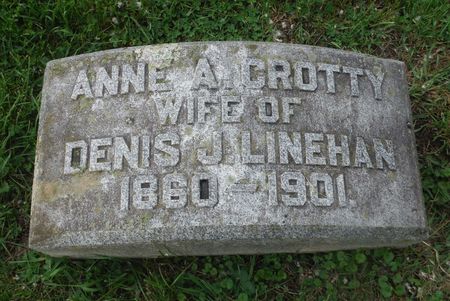 ANNE A. CROTTY
WIFE OF
DENIS J. LINEHAN
1860-1901.